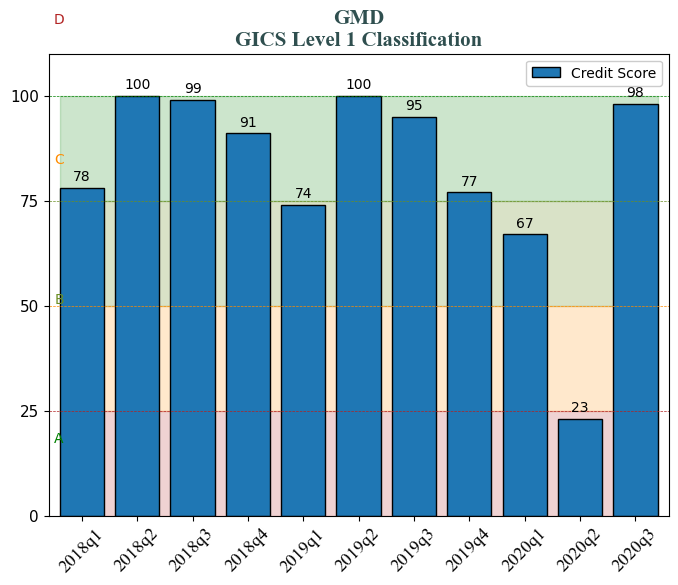 D
GMD
GICS Level 1 Classification
Credit Score
100
75
50
25
0
C
B
A
78
100
99
91
74
100
95
77
67
23
98
2018q1
2018q2
2018q3
2018q4
2019q1
2019q2
2019q3
2019q4
2020q1
2020q2
2020q3